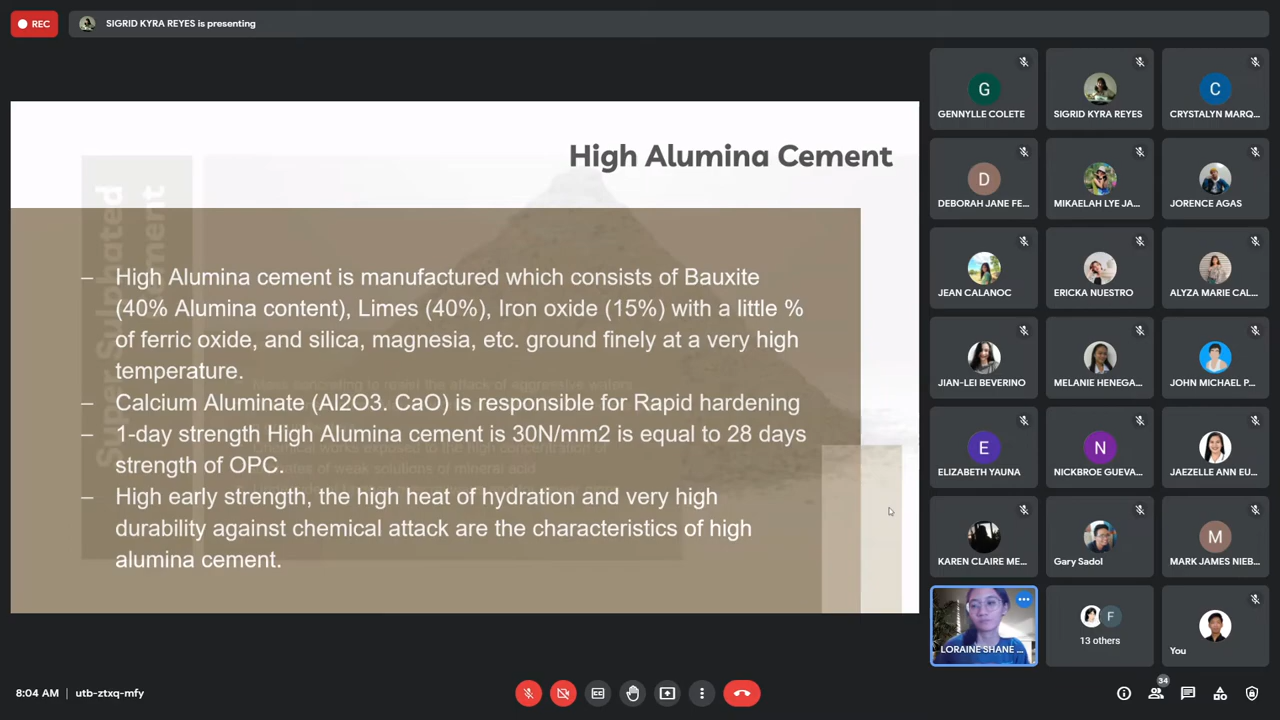 REC
SIGRID KYRA REYES is presenting
High Alumina Cement
Super Sulphated
– High Alumina cement is manufactured which consists of Bauxite
(40% Alumina content), Limes (40%), Iron oxide (15%) with a little %
of ferric oxide, and silica, magnesia, etc. ground finely at a very high
temperature.
– Calcium Aluminate (Al2O3. CaO) is responsible for Rapid hardening
– 1-day strength High Alumina cement is 30N/mm2 is equal to 28 days
strength of OPC.
– High early strength, the high heat of hydration and very high
durability against chemical attack are the characteristics of high
alumina cement.
G
GENNYLLE COLETE
SIGRID KYRA REYES
C
CRYSTALYN MARQ...
D
DEBORAH JANE FE...
MIKAELAH LYE JA...
JORENCE AGAS
JEAN CALANOC
ERICKA NUESTRO
ALYZA MARIE CAL...
JIAN-LEI BEVERINO
MELANIE HENEGA...
JOHN MICHAEL P...
E
ELIZABETH YAUNA
N
NICKBROE GUEVA...
JAEZELLE ANN EU...
KAREN CLAIRE ME...
Gary Sadol
M
MARK JAMES NIEB...
LORAINE SHANE ...
F
13 others
You
8:04 AM
utb-ztxq-mfy
34